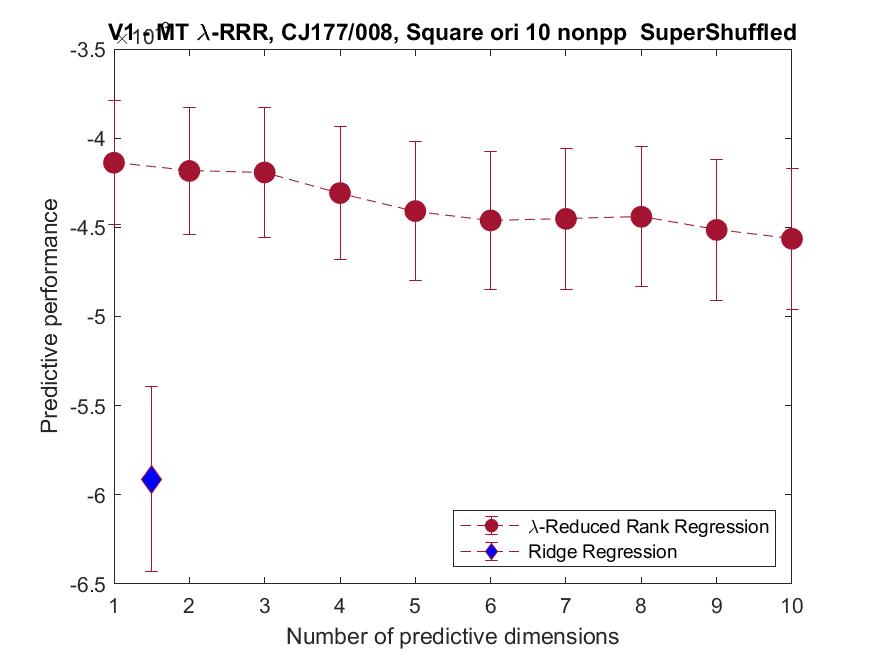 V1 - MT λ-RRR, CJ177/008, Square ori 10 nonpp SuperShuffled
-3.5
-4
-4.5
-5
-5.5
-6
-6.5
Predictive performance
λ-Reduced Rank Regression
Ridge Regression
1 2 3 4 5 6 7 8 9 10
Number of predictive dimensions